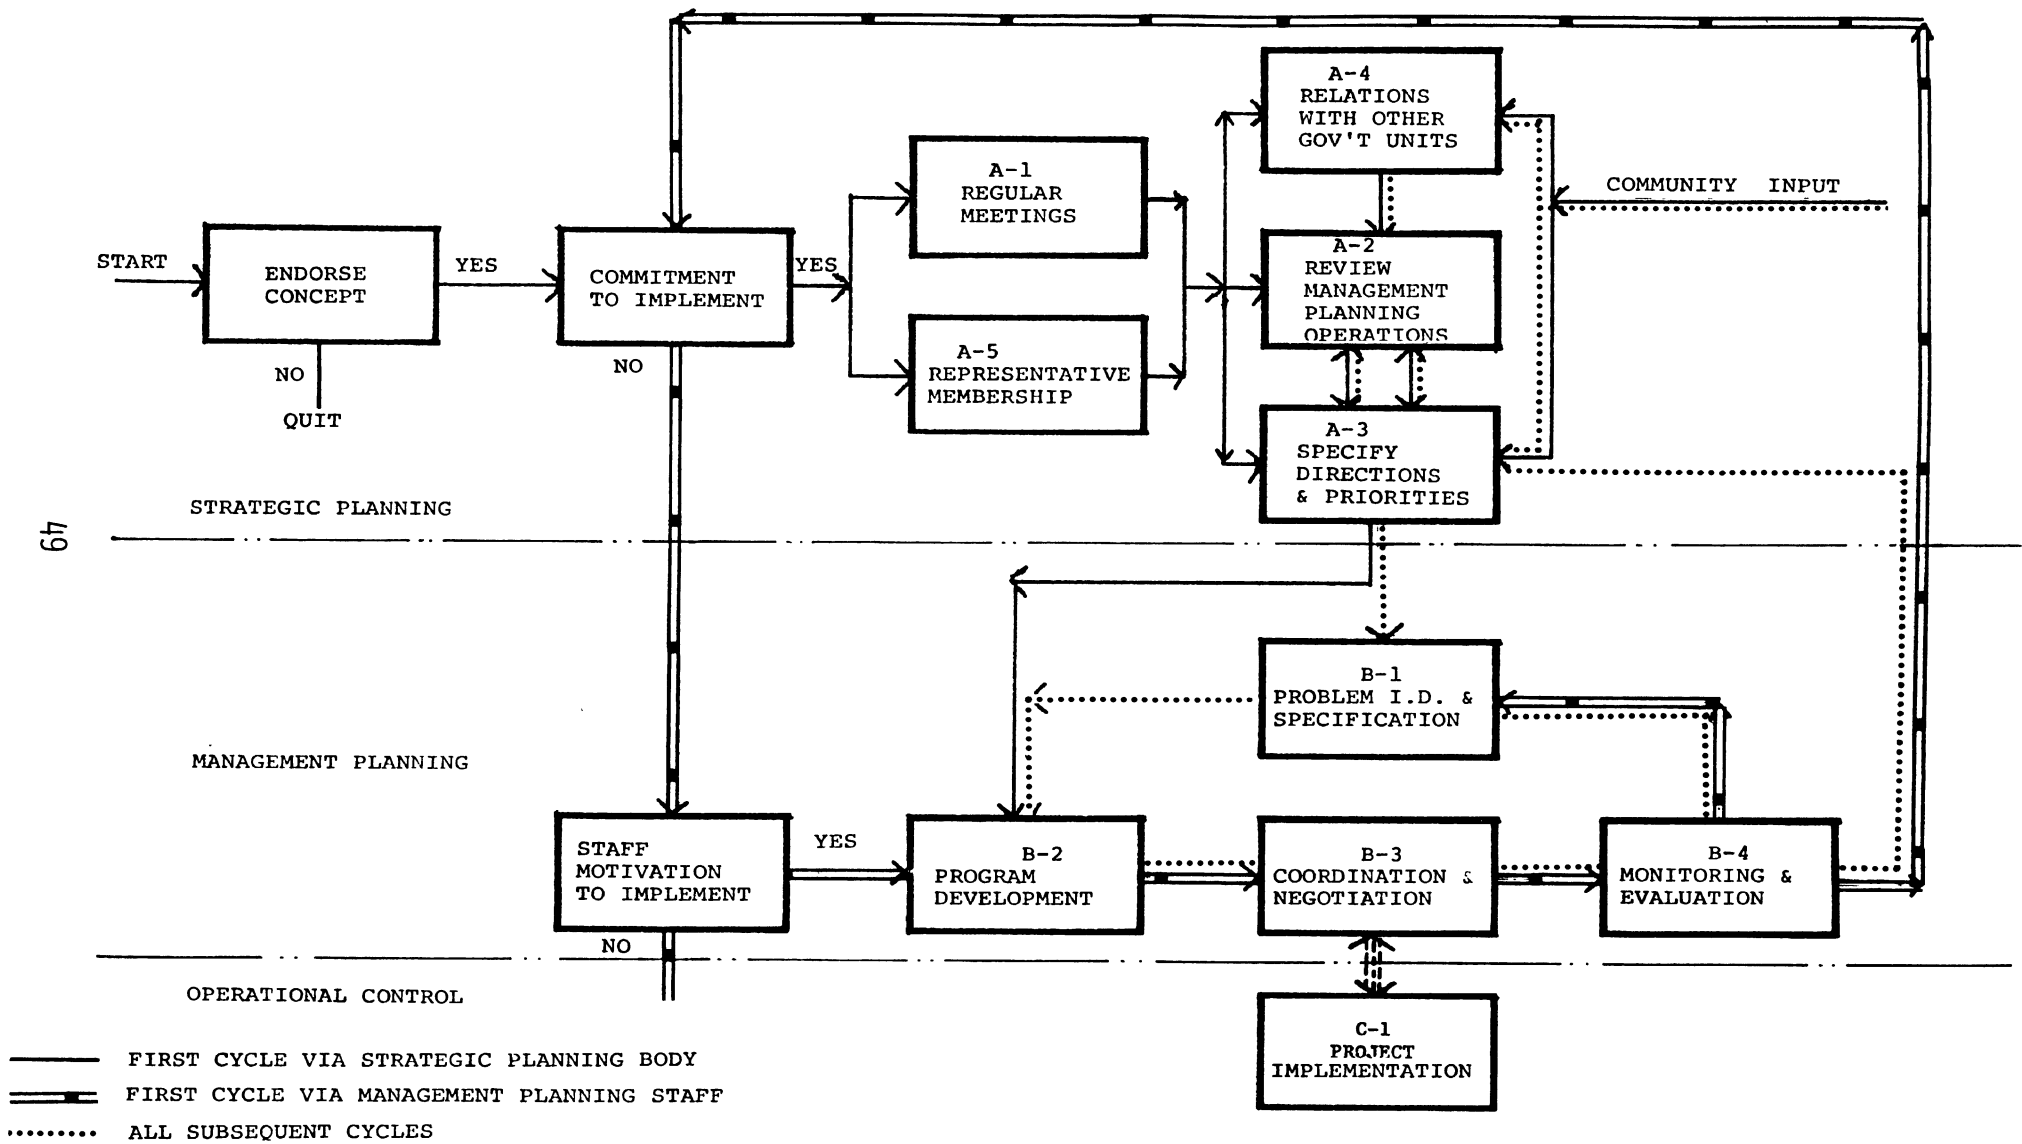 A-4
RELATIONS
WITH OTHER
GOV'T UNITS
A-1
REGULAR
MEETINGS
COMMUNITY INPUT
START
ENDORSE
CONCEPT
YES
COMMITMENT
TO IMPLEMENT
YES
A-2
REVIEW
MANAGEMENT
PLANNING
OPERATIONS
NO
QUIT
NO
A-5
REPRESENTATIVE
MEMBERSHIP
A-3
SPECIFY
DIRECTIONS
& PRIORITIES
STRATEGIC PLANNING
49
B-1
PROBLEM I.D. &
SPECIFICATION
MANAGEMENT PLANNING
STAFF
MOTIVATION
TO IMPLEMENT
YES
B-2
PROGRAM
DEVELOPMENT
B-3
COORDINATION &
NEGOTIATION
B-4
MONITORING &
EVALUATION
NO
OPERATIONAL CONTROL
C-1
PROJECT
IMPLEMENTATION
FIRST CYCLE VIA STRATEGIC PLANNING BODY
FIRST CYCLE VIA MANAGEMENT PLANNING STAFF
ALL SUBSEQUENT CYCLES